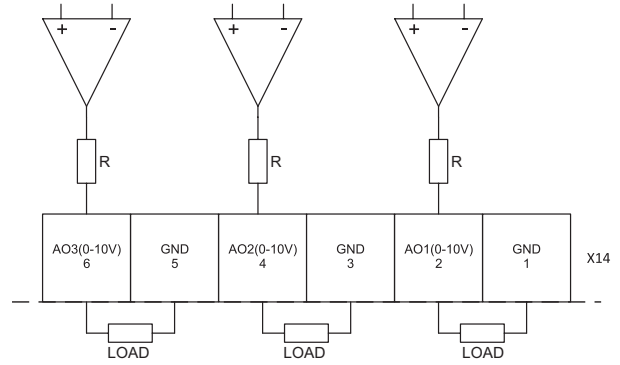 + - + - + -
R R R
AO3(0-10V) GND AO2(0-10V) GND AO1(0-10V) GND
6 5 4 3 2 1
X14
LOAD LOAD LOAD